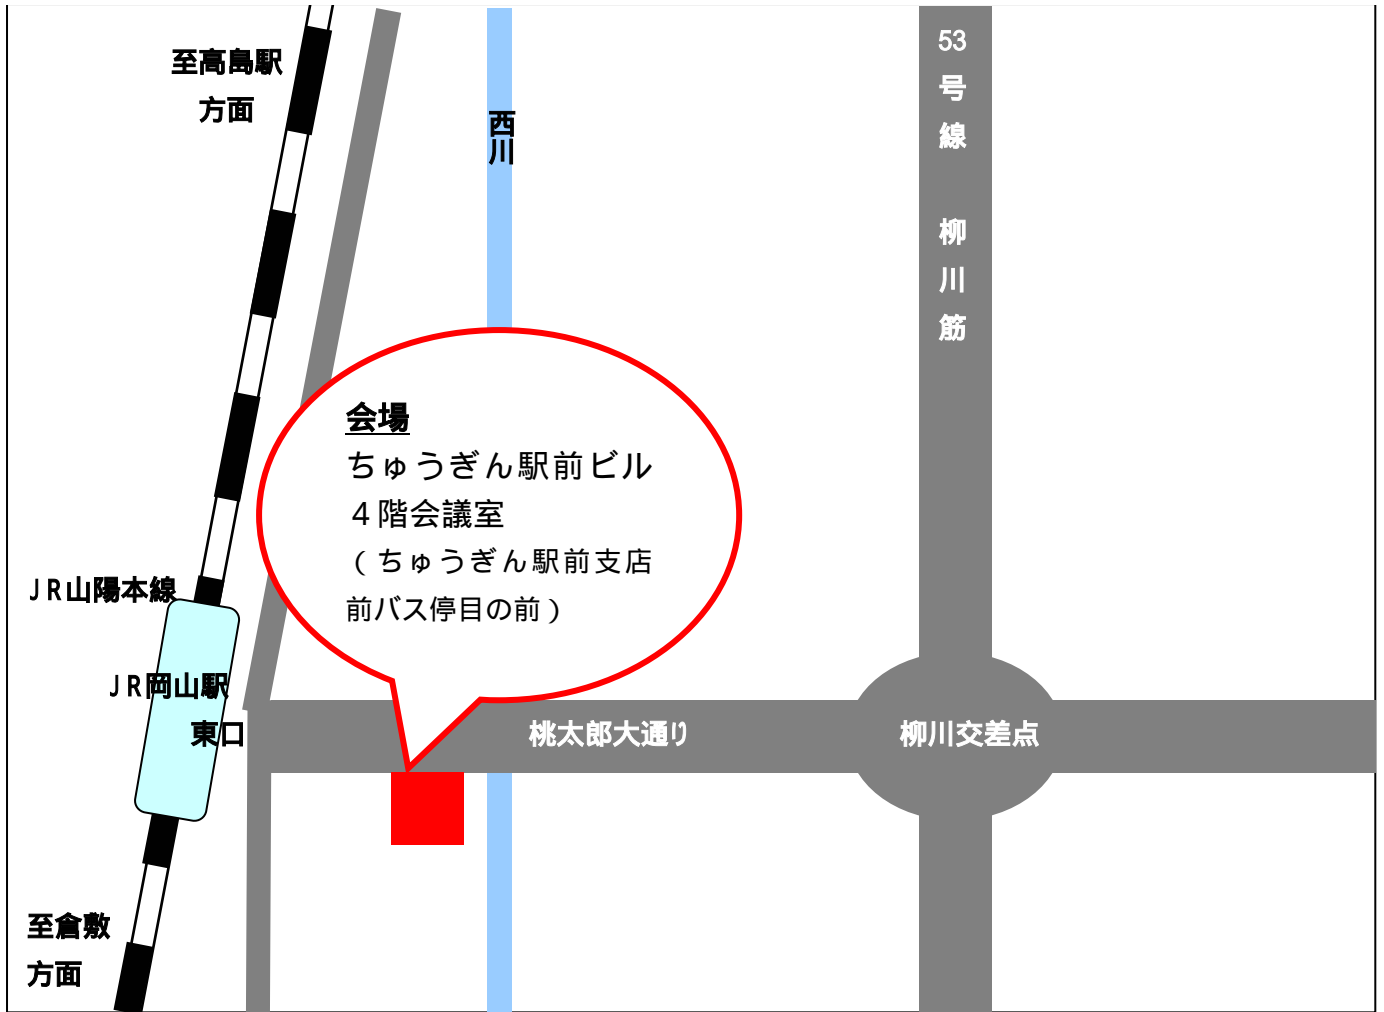 至高島駅
方面
西川
53号線 柳川筋
会場
ちゅうぎん駅前ビル
４階会議室
（ちゅうぎん駅前支店
前バス停目の前）
ＪＲ山陽本線
ＪＲ岡山駅
東口
桃太郎大通り
柳川交差点
至倉敷
方面